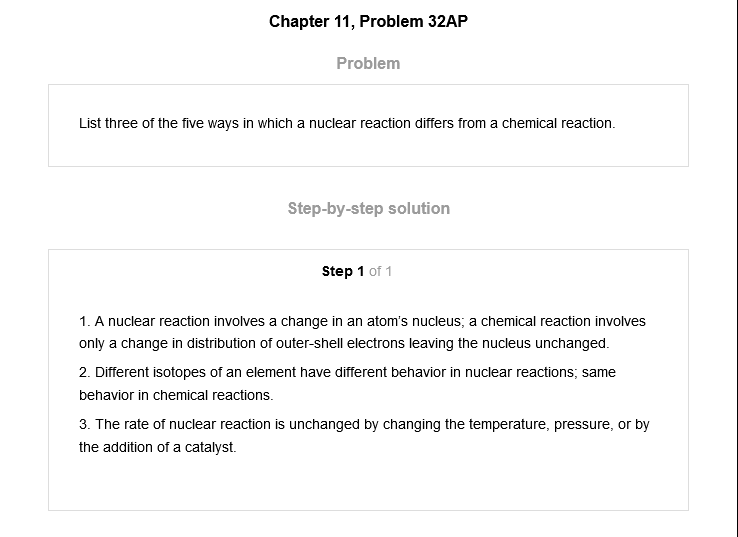 Chapter 11, Problem 32AP
Problem
List three of the five ways in which a nuclear reaction differs from a chemical reaction.
Step-by-step solution
Step 1 of 1
1. A nuclear reaction involves a change in an atom's nucleus; a chemical reaction involves
only a change in distribution of outer-shell electrons leaving the nucleus unchanged.
2. Different isotopes of an element have different behavior in nuclear reactions; same
behavior in chemical reactions.
3. The rate of nuclear reaction is unchanged by changing the temperature, pressure, or by
the addition of a catalyst.